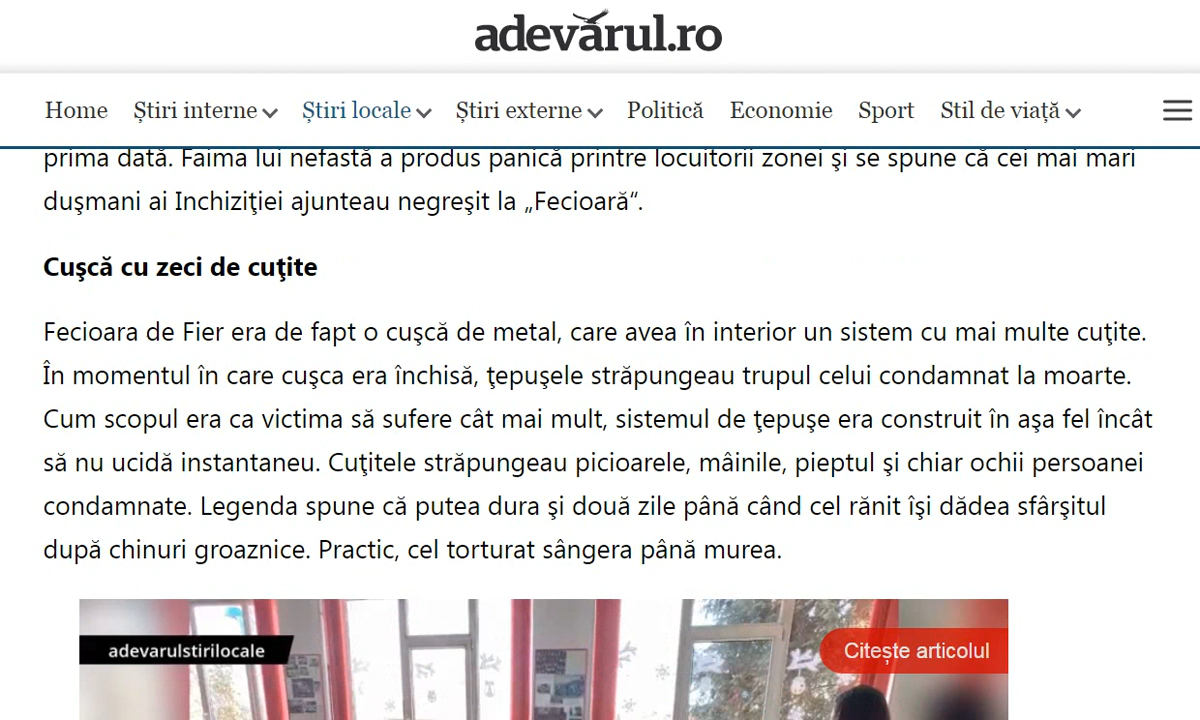 adevărul.ro
Home Știri interne Știri locale Știri externe Politică Economie Sport Stil de viață
prima dată. Faima lui nefastă a produs panică printre locuitorii zonei şi se spune că cei mai mari
duşmani ai Inchiziţiei ajunteau negreşit la „Fecioară“.
Cuşcă cu zeci de cuţite
Fecioara de Fier era de fapt o cuşcă de metal, care avea în interior un sistem cu mai multe cuţite.
În momentul în care cuşca era închisă, ţepuşele străpungeau trupul celui condamnat la moarte.
Cum scopul era ca victima să sufere cât mai mult, sistemul de ţepuşe era construit în aşa fel încât
să nu ucidă instantaneu. Cuţitele străpungeau picioarele, mâinile, pieptul şi chiar ochii persoanei
condamnate. Legenda spune că putea dura şi două zile până când cel rănit îşi dădea sfârşitul
după chinuri groaznice. Practic, cel torturat sângera până murea.
adevarulstirilocale
Citește articolul